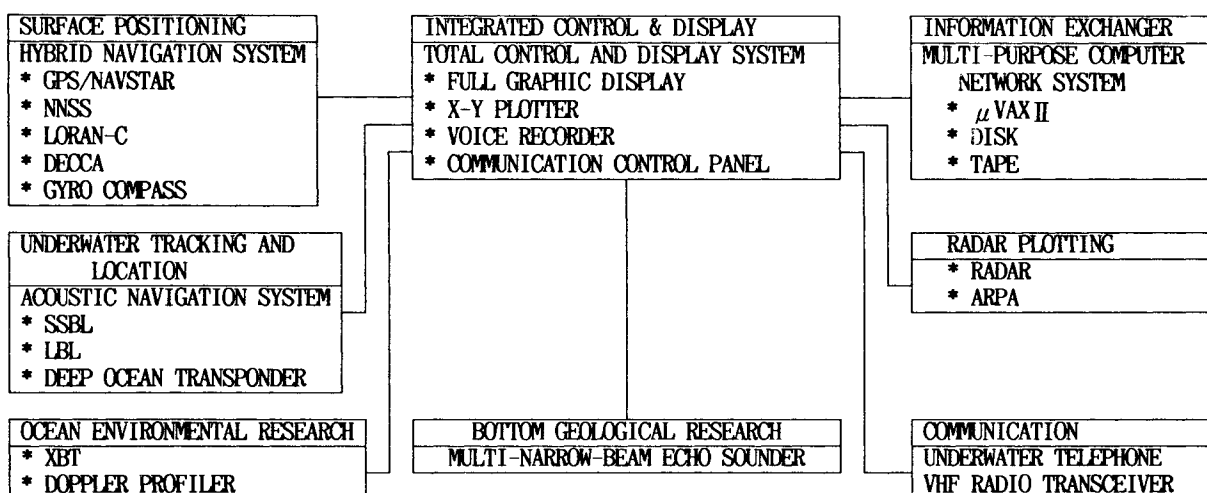 SURFACE POSITIONING
HYBRID NAVIGATION SYSTEM
* GPS/NAVSTAR
* NNSS
* LORAN-C
* DECCA
* GYRO COMPASS
UNDERWATER TRACKING AND
LOCATION
ACOUSTIC NAVIGATION SYSTEM
* SSBL
* LBL
* DEEP OCEAN TRANSPONDER
OCEAN ENVIRONMENTAL RESEARCH
* XBT
* DOPPLER PROFILER
INTEGRATED CONTROL & DISPLAY
TOTAL CONTROL AND DISPLAY SYSTEM
* FULL GRAPHIC DISPLAY
* X-Y PLOTTER
* VOICE RECORDER
* COMMUNICATION CONTROL PANEL
BOTTOM GEOLOGICAL RESEARCH
MULTI-NARROW-BEAM ECHO SOUNDER
INFORMATION EXCHANGER
MULTI-PURPOSE COMPUTER
NETWORK SYSTEM
* μVAXⅡ
* DISK
* TAPE
RADAR PLOTTING
* RADAR
* ARPA
COMMUNICATION
UNDERWATER TELEPHONE
VHF RADIO TRANSCEIVER